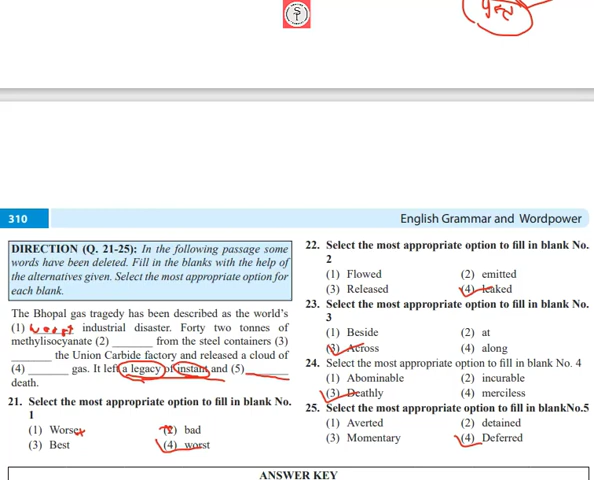 पुस्त
ST
310
English Grammar and Wordpower
DIRECTION (Q. 21-25): In the following passage some
words have been deleted. Fill in the blanks with the help of
the alternatives given. Select the most appropriate option for
each blank.
The Bhopal gas tragedy has been described as the world's
(1) worst industrial disaster. Forty two tonnes of
methylisocyanate (2) ________ from the steel containers (3)
________ the Union Carbide factory and released a cloud of
(4) ________ gas. It left a legacy of instant and (5) ________
death.
21. Select the most appropriate option to fill in blank No.
1
(1) Worse (2) bad
(3) Best (4) worst
22. Select the most appropriate option to fill in blank No.
2
(1) Flowed (2) emitted
(3) Released (4) leaked
23. Select the most appropriate option to fill in blank No.
3
(1) Beside (2) at
(3) Across (4) along
24. Select the most appropriate option to fill in blank No. 4
(1) Abominable (2) incurable
(3) Deathly (4) merciless
25. Select the most appropriate option to fill in blankNo.5
(1) Averted (2) detained
(3) Momentary (4) Deferred
ANSWER KEY